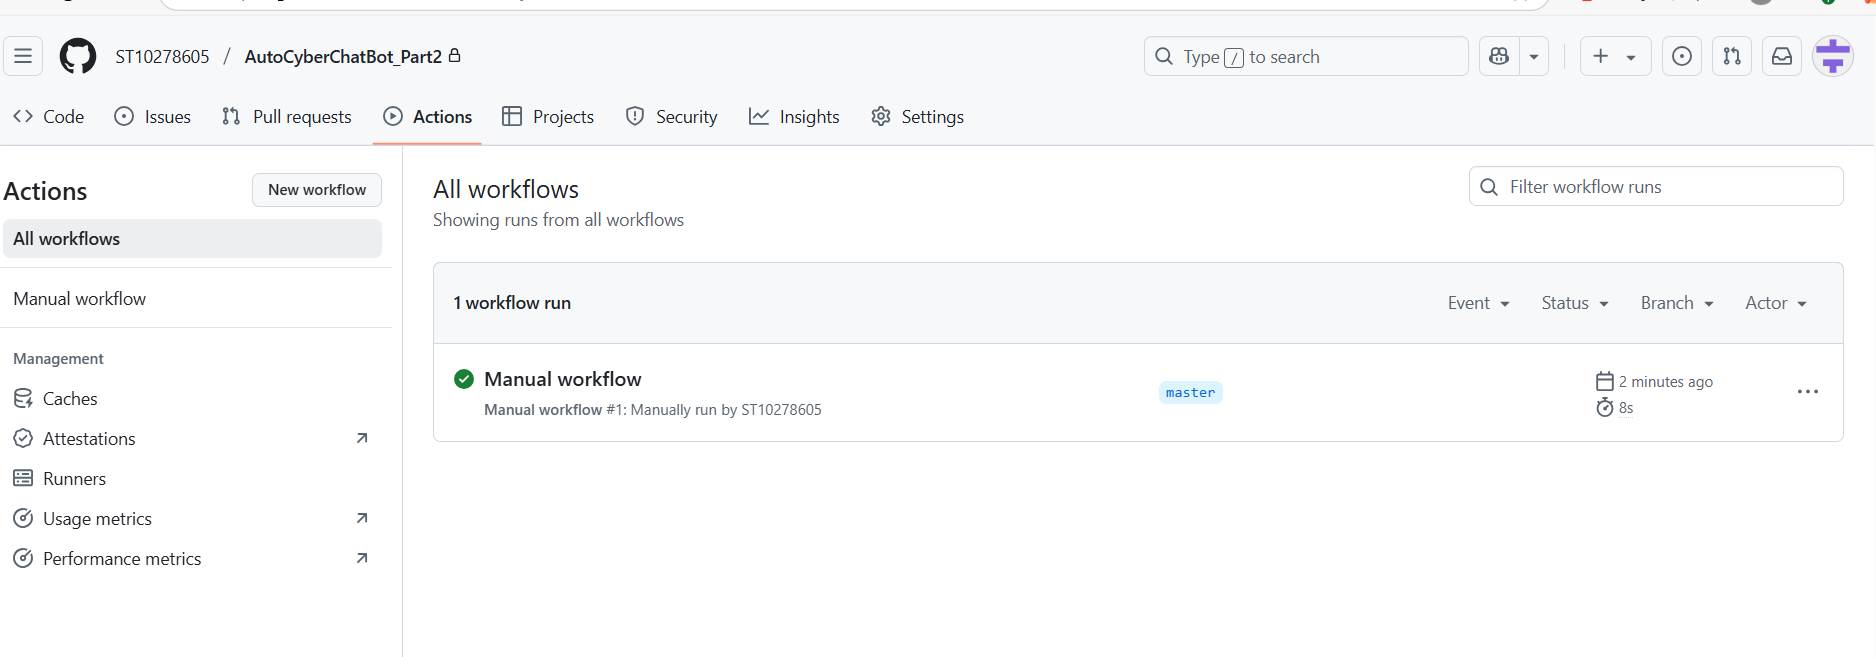 ST10278605 / AutoCyberChatBot_Part2
Type / to search
Code Issues Pull requests Actions Projects Security Insights Settings
Actions
New workflow
All workflows
Manual workflow
Management
Caches
Attestations
Runners
Usage metrics
Performance metrics
All workflows
Showing runs from all workflows
Filter workflow runs
1 workflow run
Event Status Branch Actor
Manual workflow
Manual workflow #1: Manually run by ST10278605
master
2 minutes ago
8s